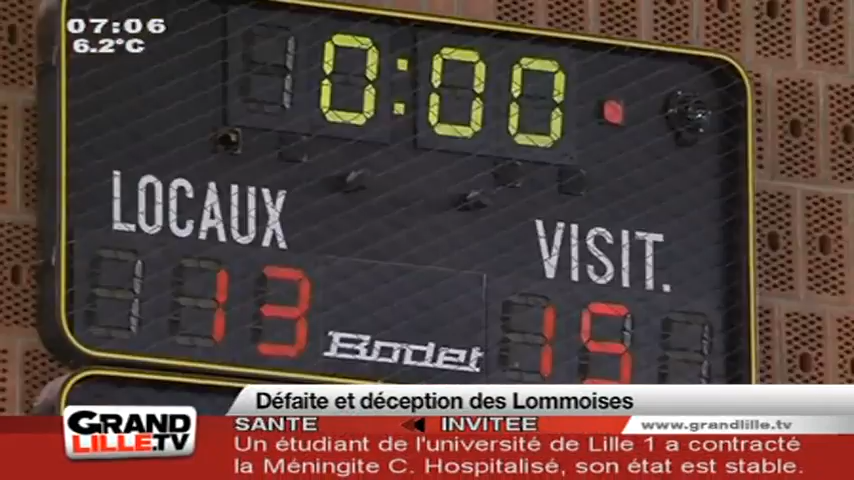 07:06
6.2°C
0:00
LOCAUX
VISIT.
13
19
Bodet
Défaite et déception des Lommoises
GRAND
LILLE.TV
SANTE
INVITEE
www.grandlille.tv
Un étudiant de l'université de Lille 1 a contracté
la Méningite C. Hospitalisé, son état est stable.